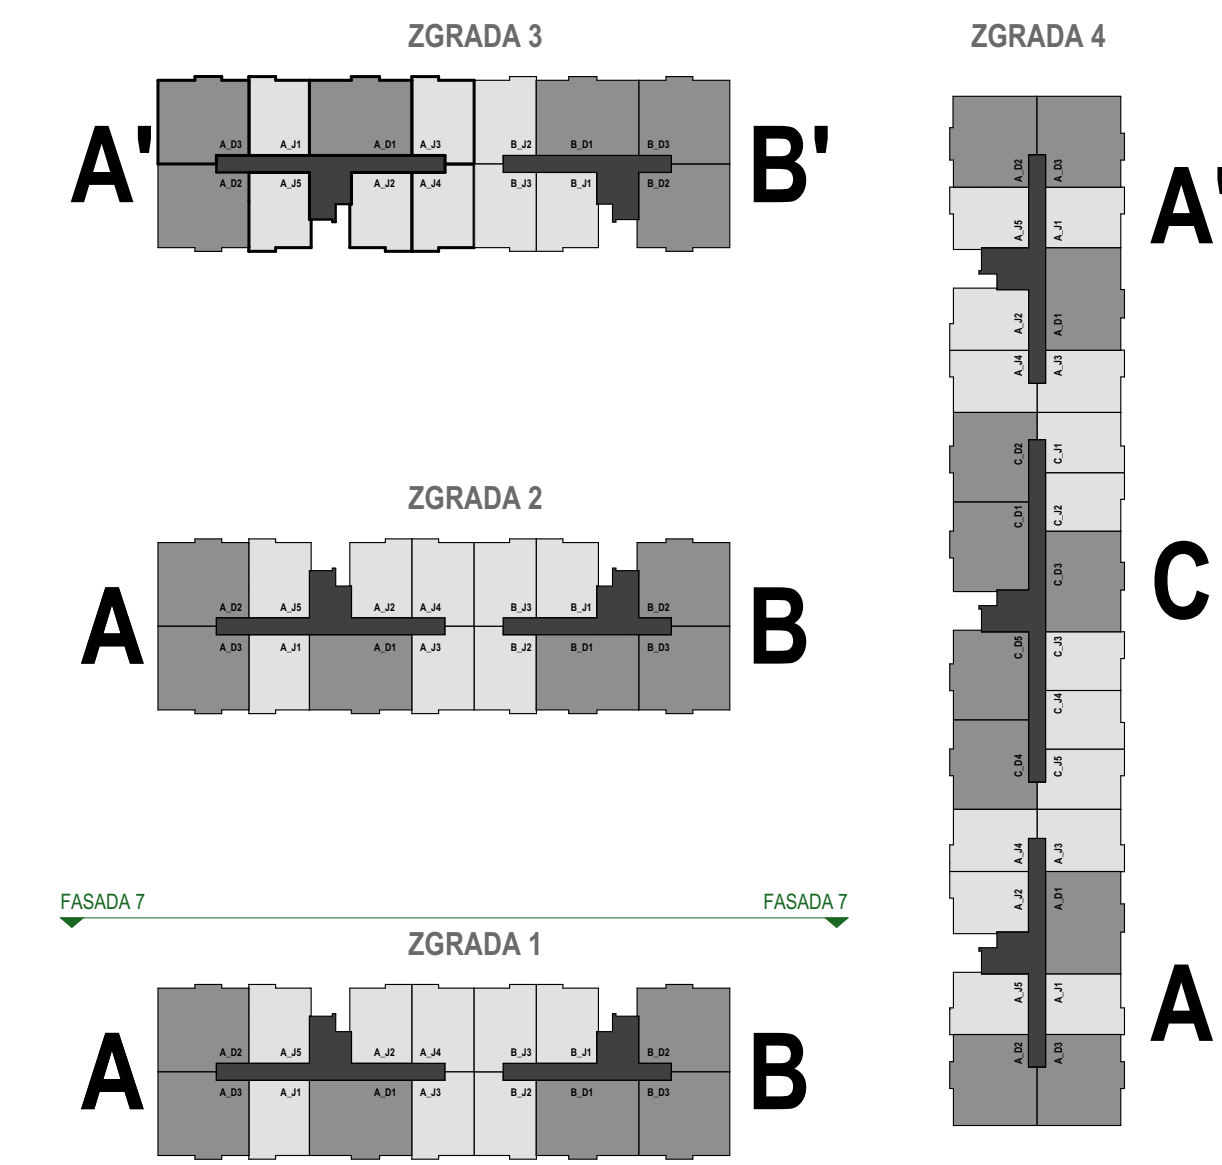 ZGRADA 3
A' B'
A_D3 A_J1 A_D1 A_J3 B_J2 B_D1 B_D3
A_D2 A_J5 A_J2 A_J4 B_J3 B_J1 B_D2
ZGRADA 2
A B
A_D2 A_J5 A_J2 A_J4 B_J3 B_J1 B_D2
A_D3 A_J1 A_D1 A_J3 B_J2 B_D1 B_D3
FASADA 7 FASADA 7
ZGRADA 1
A B
A_D2 A_J5 A_J2 A_J4 B_J3 B_J1 B_D2
A_D3 A_J1 A_D1 A_J3 B_J2 B_D1 B_D3
ZGRADA 4
A'
A_D2 A_D3
A_J5 A_J1
A_J2 A_D1
A_J4 A_J3
C
C_D2 C_J1
C_D1 C_J2
C_D3
C_D5 C_J3
C_J4
C_D4 C_J5
A_J4 A_J3
A_J2 A_D1
A
A_J5 A_J1
A_D2 A_D3